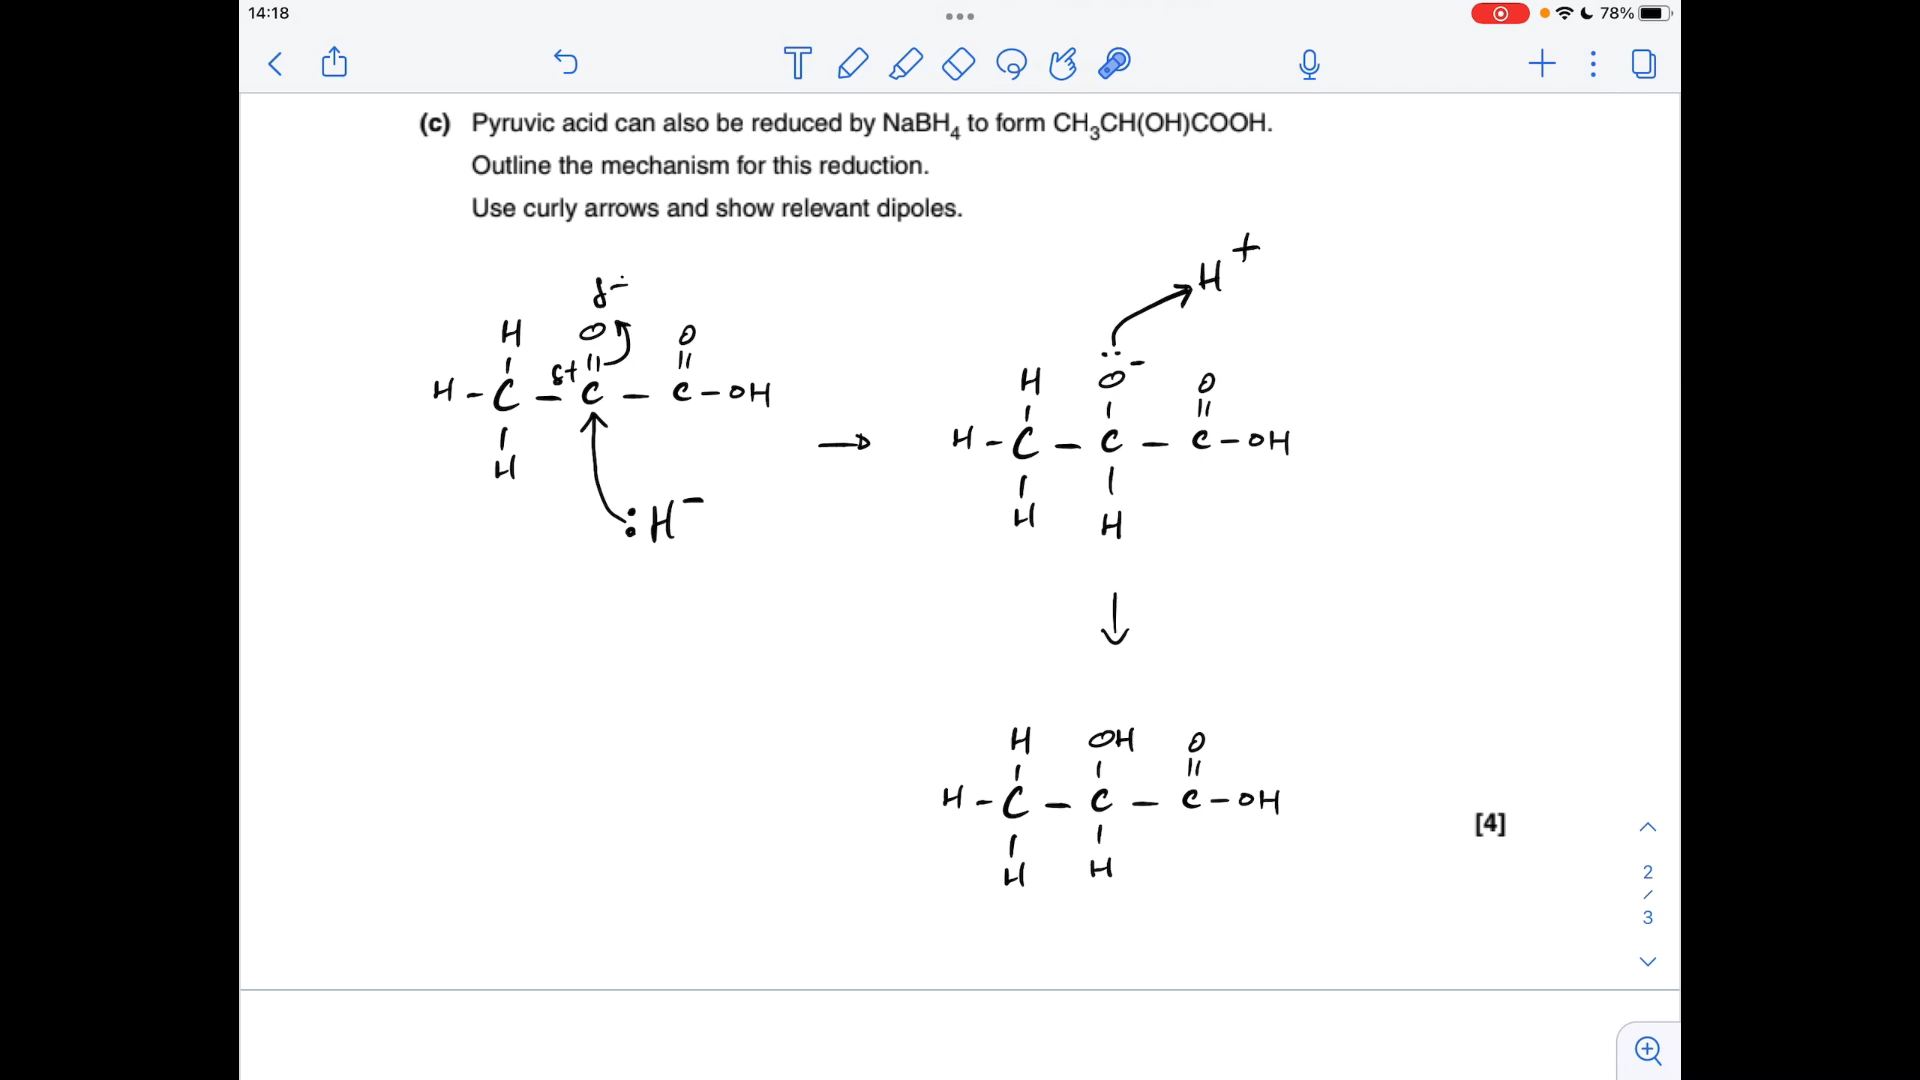 14:18
78%
(c) Pyruvic acid can also be reduced by NaBH₄ to form CH₃CH(OH)COOH.
Outline the mechanism for this reduction.
Use curly arrows and show relevant dipoles.
H +
δ-
H O O
δ+ ||  ||
H - C - C - C - OH
|
H
: H -
→
..
H O - O
| | ||
H - C - C - C - OH
| |
H H
↓
H OH O
| | ||
H - C - C - C - OH
| |
H H
[4]
2
/
3